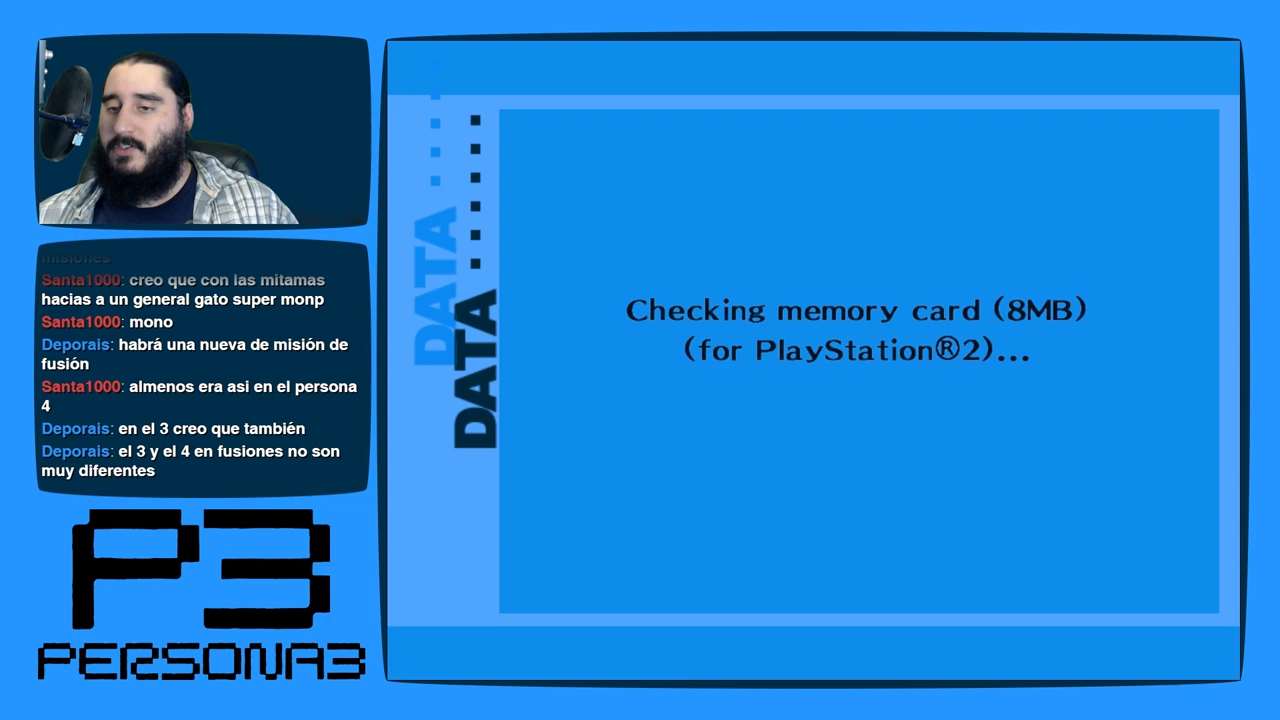 misiones
Santa1000: creo que con las mitamas
hacias a un general gato super monp
Santa1000: mono
Deporais: habrá una nueva de misión de
fusión
Santa1000: almenos era asi en el persona
4
Deporais: en el 3 creo que también
Deporais: el 3 y el 4 en fusiones no son
muy diferentes
P3
PERSONA3
DATA
DATA
Checking memory card (8MB)
(for PlayStation®2)...